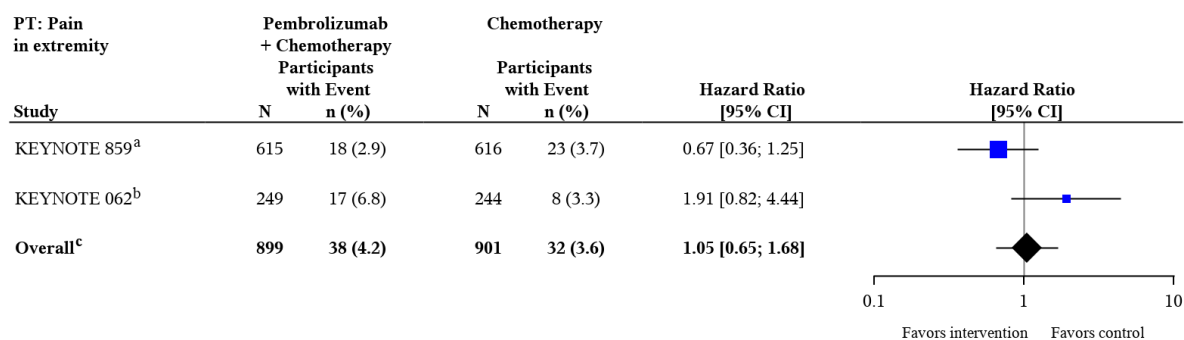 PT: Pain Pembrolizumab Chemotherapy
in extremity + Chemotherapy
Participants Participants
with Event with Event Hazard Ratio Hazard Ratio
Study N n (%) N n (%) [95% CI] [95% CI]
KEYNOTE 859a 615 18 (2.9) 616 23 (3.7) 0.67 [0.36; 1.25]
KEYNOTE 062b 249 17 (6.8) 244 8 (3.3) 1.91 [0.82; 4.44]
Overallc 899 38 (4.2) 901 32 (3.6) 1.05 [0.65; 1.68]
0.1 1 10
Favors intervention Favors control